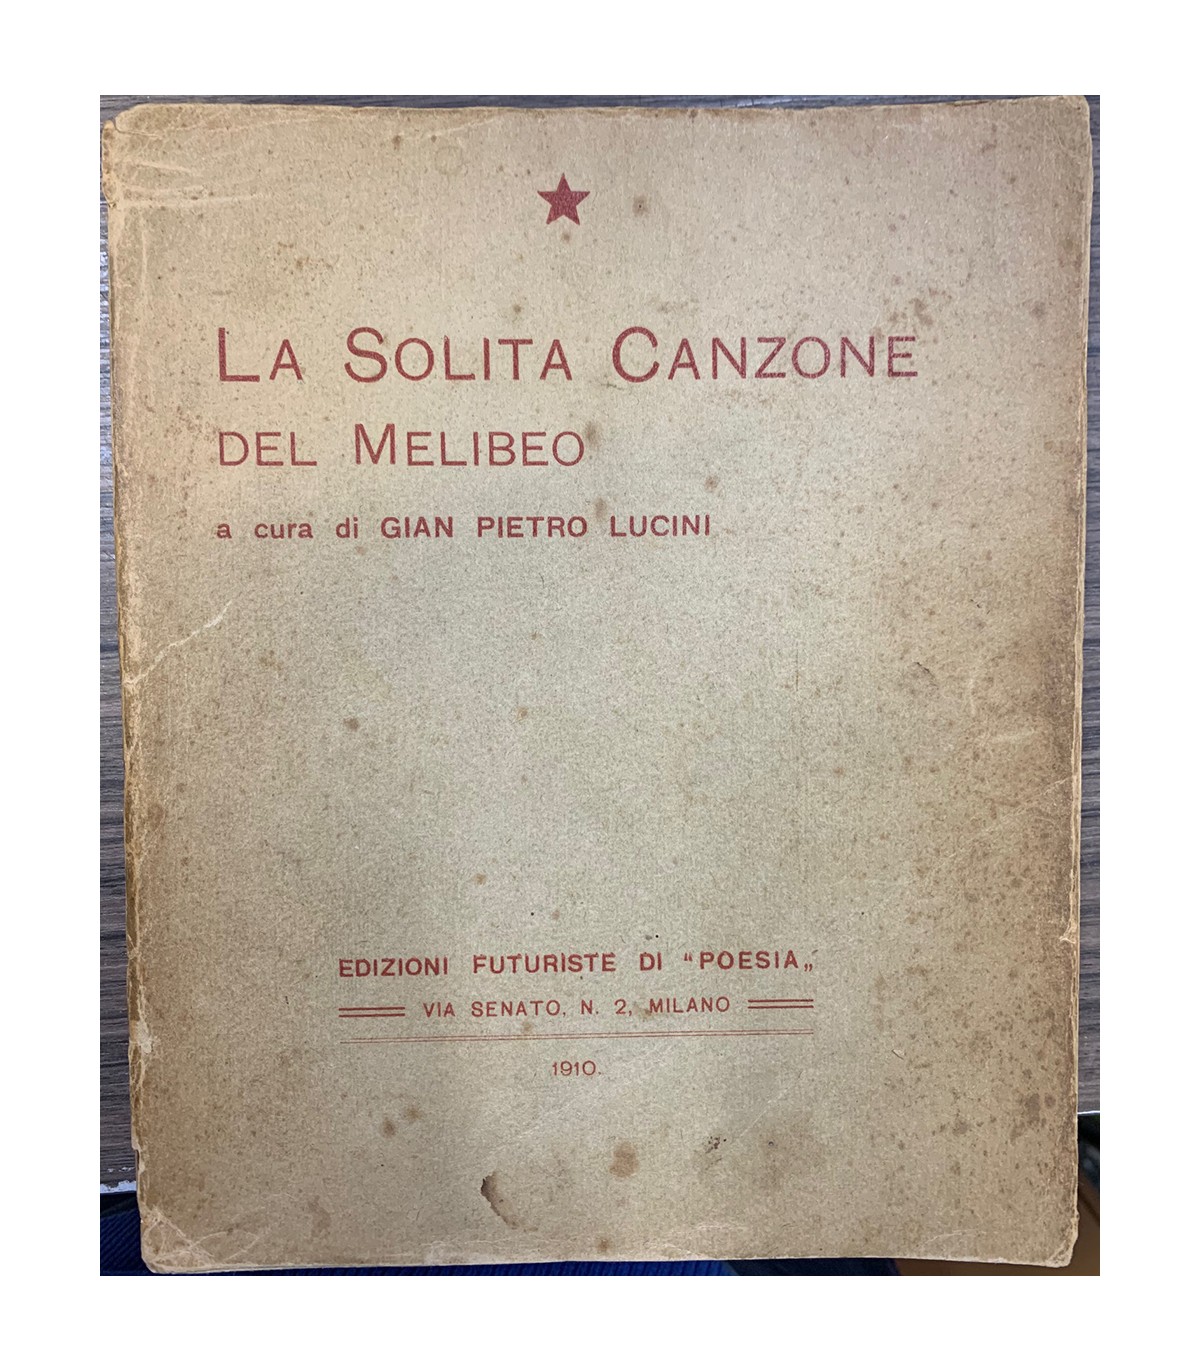 LA SOLITA CANZONE
DEL MELIBEO
a cura di GIAN PIETRO LUCINI
EDIZIONI FUTURISTE DI "POESIA„
VIA SENATO, N. 2, MILANO
1910.